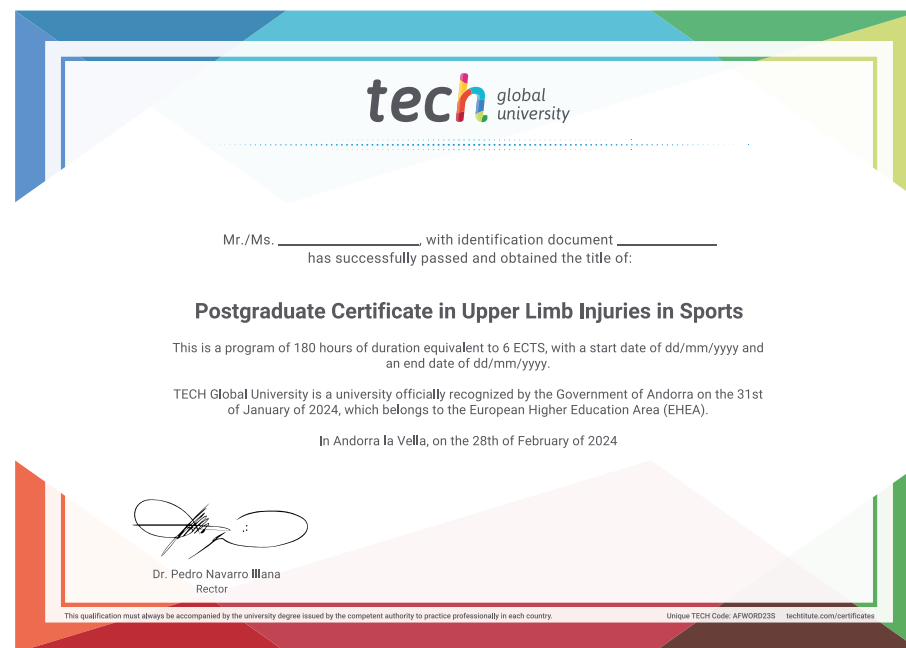 tech global
university
Mr./Ms. ____________________, with identification document ______________
has successfully passed and obtained the title of:
Postgraduate Certificate in Upper Limb Injuries in Sports
This is a program of 180 hours of duration equivalent to 6 ECTS, with a start date of dd/mm/yyyy and
an end date of dd/mm/yyyy.
TECH Global University is a university officially recognized by the Government of Andorra on the 31st
of January of 2024, which belongs to the European Higher Education Area (EHEA).
In Andorra la Vella, on the 28th of February of 2024
Dr. Pedro Navarro Illana
Rector
This qualification must always be accompanied by the university degree issued by the competent authority to practice professionally in each country. Unique TECH Code: AFWORD23S techtitute.com/certificates